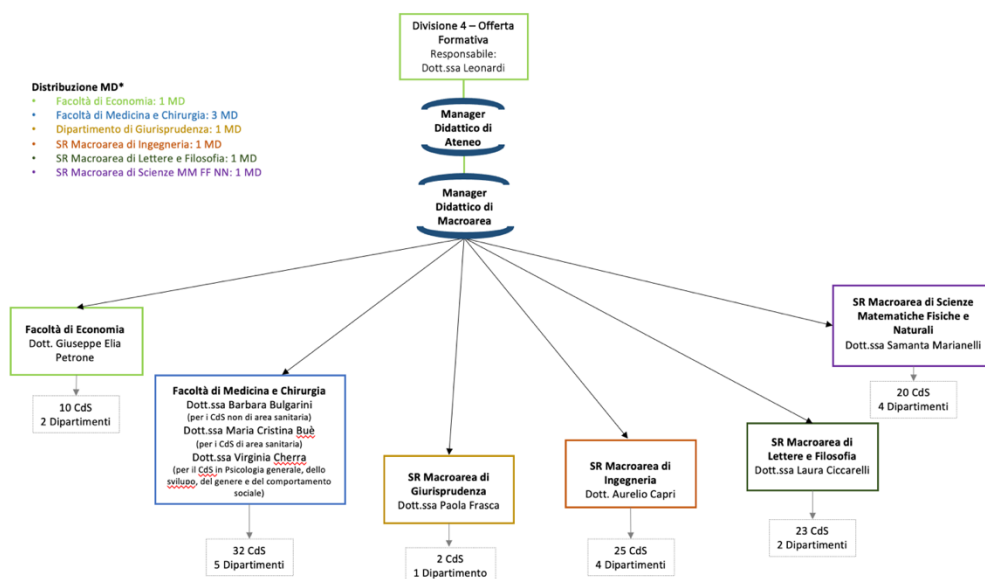 Divisione 4 – Offerta
Formativa
Responsabile:
Dott.ssa Leonardi
Distribuzione MD*
• Facoltà di Economia: 1 MD
• Facoltà di Medicina e Chirurgia: 3 MD
• Dipartimento di Giurisprudenza: 1 MD
• SR Macroarea di Ingegneria: 1 MD
• SR Macroarea di Lettere e Filosofia: 1 MD
• SR Macroarea di Scienze MM FF NN: 1 MD
Manager
Didattico di
Ateneo
Manager
Didattico di
Macroarea
Facoltà di Economia
Dott. Giuseppe Elia
Petrone
10 CdS
2 Dipartimenti
Facoltà di Medicina e Chirurgia
Dott.ssa Barbara Bulgarini
(per i CdS non di area sanitaria)
Dott.ssa Maria Cristina Buè
(per i CdS di area sanitaria)
Dott.ssa Virginia Cherra
(per il CdS in Psicologia generale, dello
svilupo, del genere e del comportamento
sociale)
32 CdS
5 Dipartimenti
SR Macroarea di
Giurisprudenza
Dott.ssa Paola Frasca
2 CdS
1 Dipartimento
SR Macroarea di
Ingegneria
Dott. Aurelio Capri
25 CdS
4 Dipartimenti
SR Macroarea di
Lettere e Filosofia
Dott.ssa Laura Ciccarelli
23 CdS
2 Dipartimenti
SR Macroarea di Scienze
Matematiche Fisiche e
Naturali
Dott.ssa Samanta Marianelli
20 CdS
4 Dipartimenti